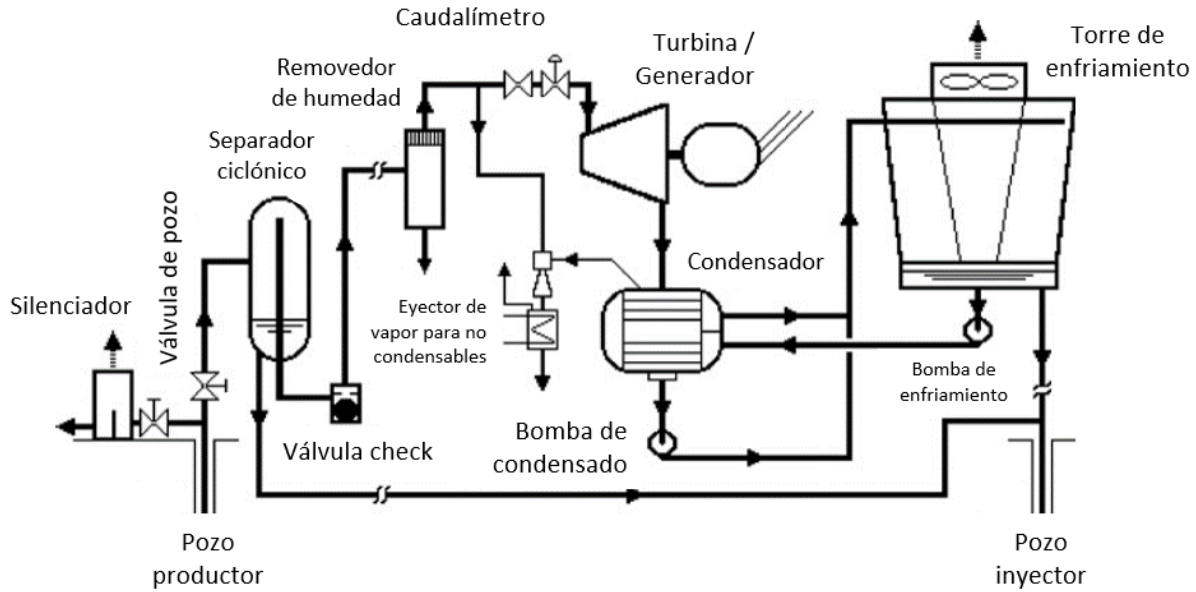 Caudalímetro
Turbina /
Generador
Torre de
enfriamiento
Removedor
de humedad
Separador
ciclónico
Válvula de pozo
Silenciador
Condensador
Eyector de
vapor para no
condensables
Bomba de
enfriamiento
Válvula check
Bomba de
condensado
Pozo
productor
Pozo
inyector